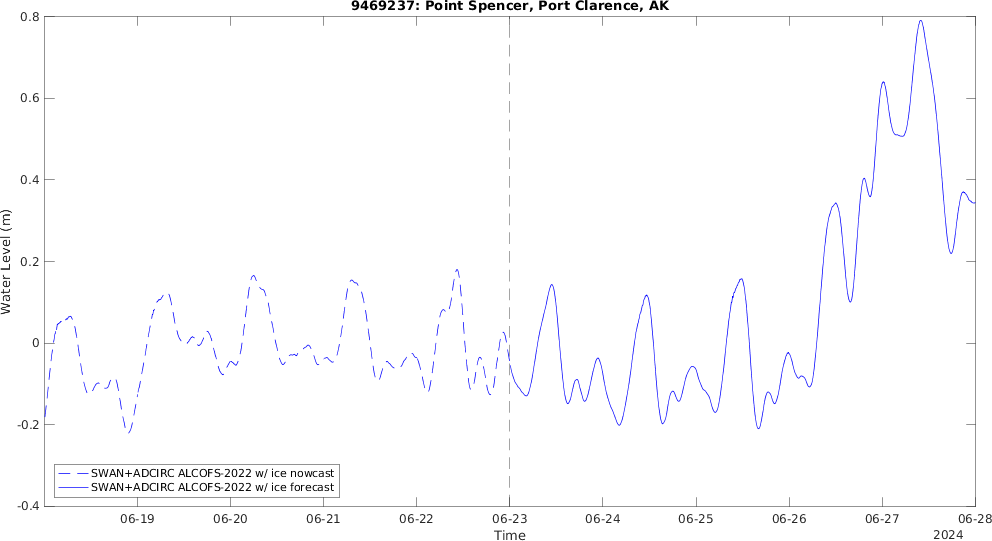 9469237: Point Spencer, Port Clarence, AK
0.8
0.6
0.4
0.2
0
-0.2
-0.4
Water Level (m)
SWAN+ADCIRC ALCOFS-2022 w/ ice nowcast
SWAN+ADCIRC ALCOFS-2022 w/ ice forecast
06-19 06-20 06-21 06-22 06-23 06-24 06-25 06-26 06-27 06-28
Time
2024